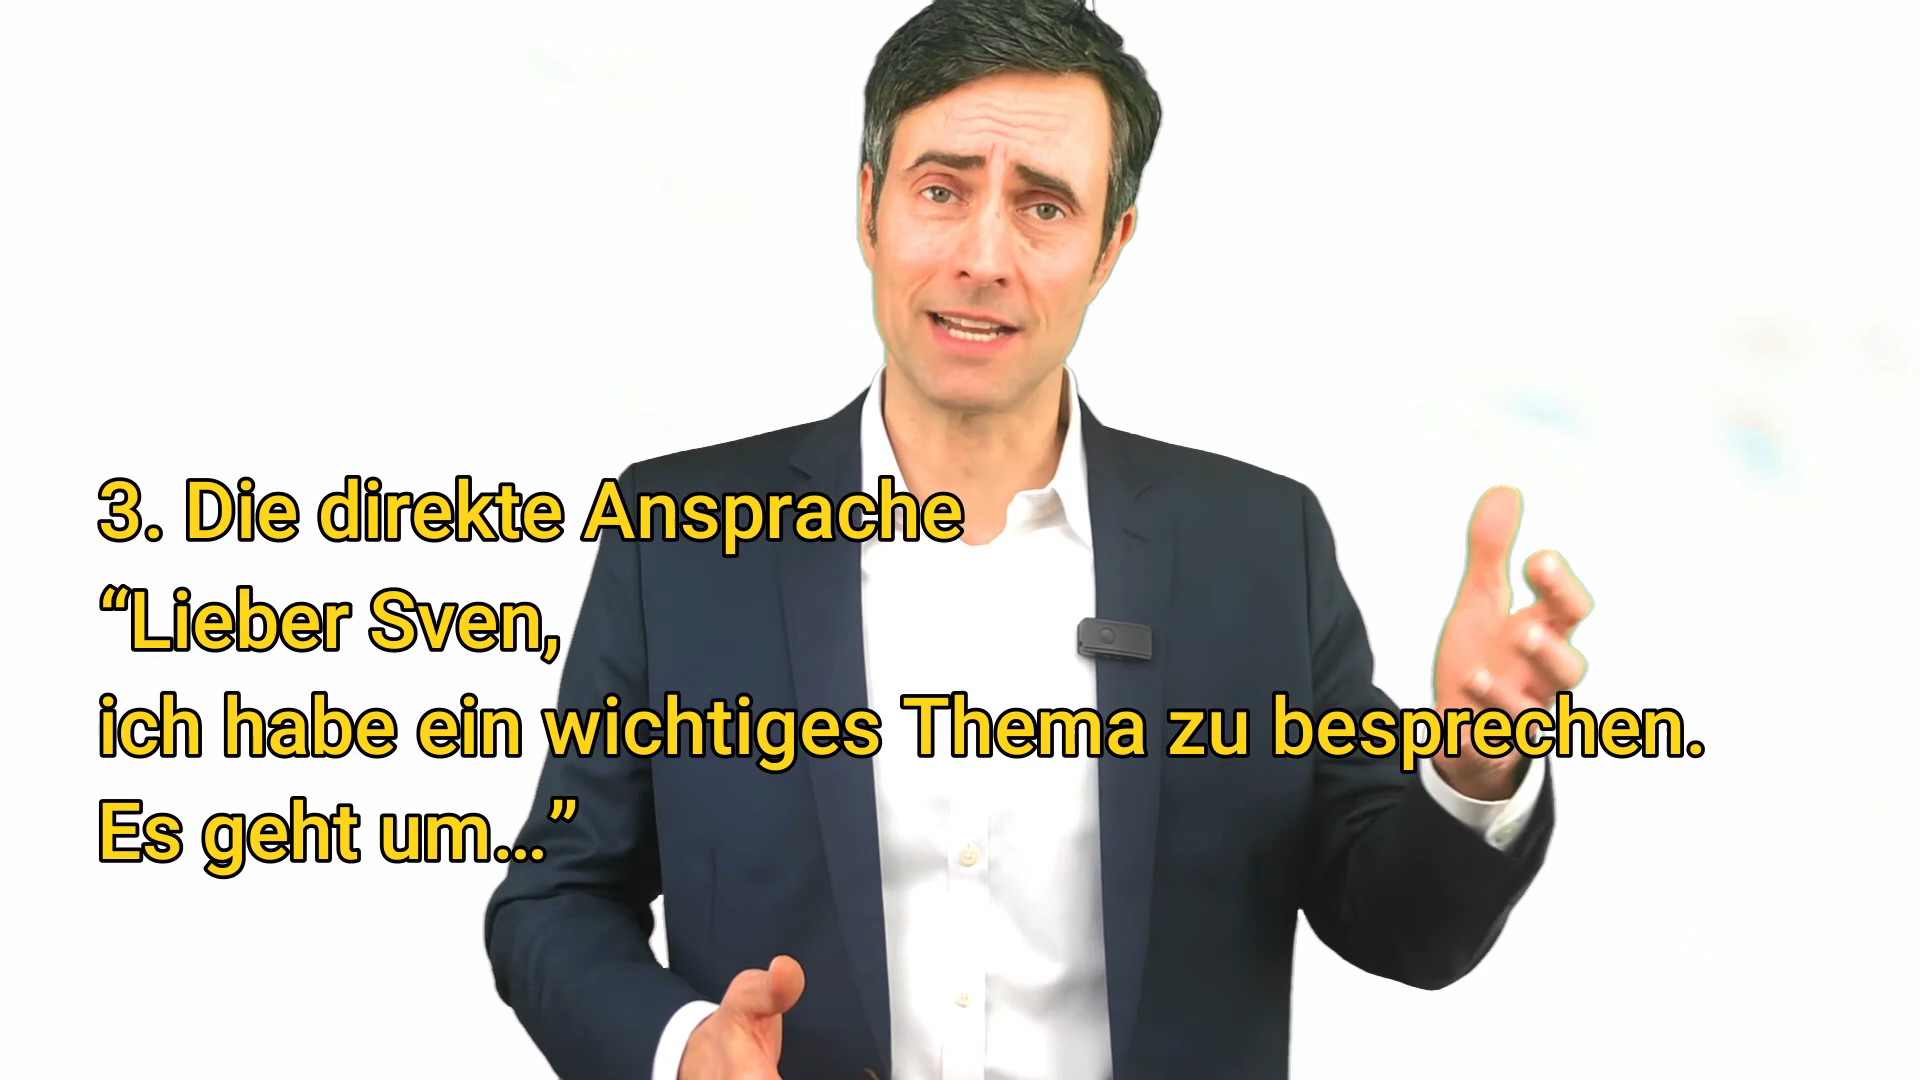 3. Die direkte Ansprache
“Lieber Sven,
ich habe ein wichtiges Thema zu besprechen.
Es geht um...”